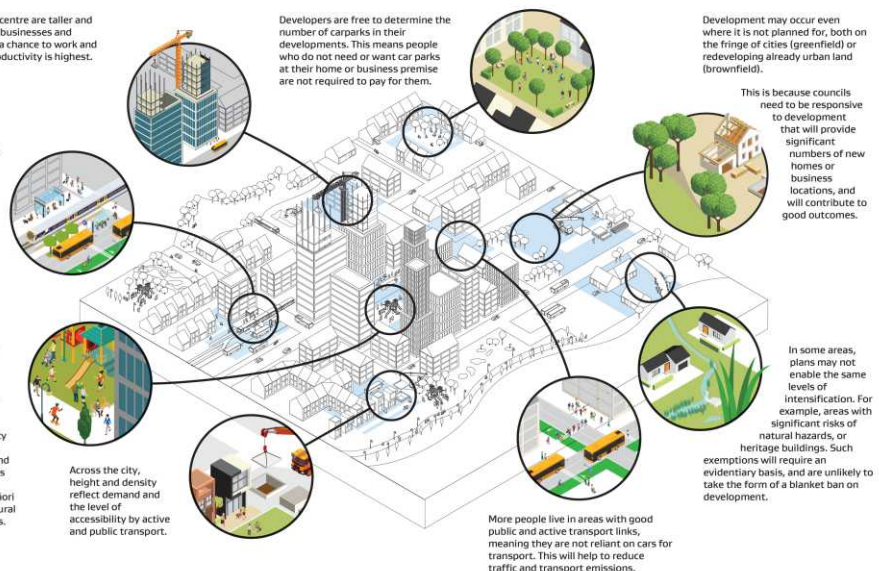 centre are taller and
businesses and
a chance to work and
oductivity is highest.
Developers are free to determine the
number of carparks in their
developments. This means people
who do not need or want car parks
at their home or business premise
are not required to pay for them.
Development may occur even
where it is not planned for, both on
the fringe of cities (greenfield) or
redeveloping already urban land
(brownfield).
This is because councils
need to be responsive
to development
that will provide
significant
numbers of new
homes or
business
locations, and
will contribute to
good outcomes.
In some areas,
plans may not
enable the same
levels of
intensification. For
example, areas with
significant risks of
natural hazards, or
heritage buildings. Such
exemptions will require an
evidentiary basis, and are unlikely to
take the form of a blanket ban on
development.
ty
nd
s
iori
ural
s.
Across the city,
height and density
reflect demand and
the level of
accessibility by active
and public transport.
More people live in areas with good
public and active transport links,
meaning they are not reliant on cars for
transport. This will help to reduce
traffic and transport emissions.